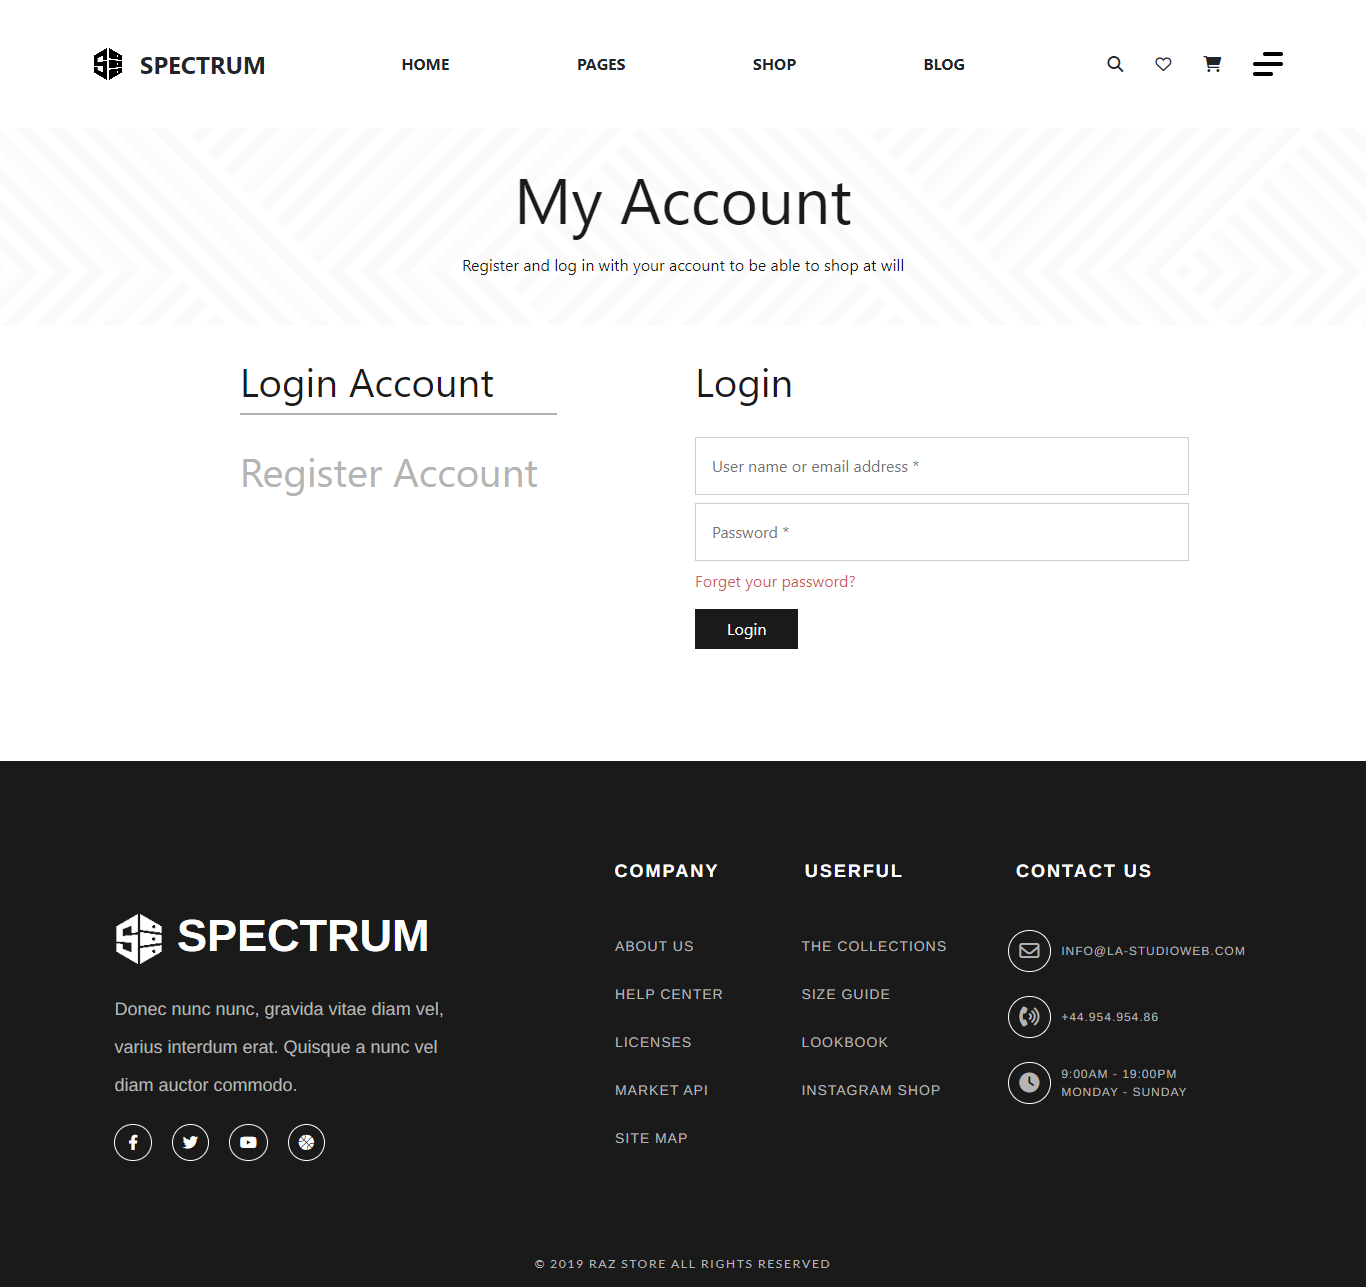 SPECTRUM
HOME
PAGES
SHOP
BLOG
My Account
Register and log in with your account to be able to shop at will
Login Account
Register Account
Login
User name or email address *
Password *
Forget your password?
Login
SPECTRUM
Donec nunc nunc, gravida vitae diam vel,
varius interdum erat. Quisque a nunc vel
diam auctor commodo.
COMPANY
ABOUT US
HELP CENTER
LICENSES
MARKET API
SITE MAP
USERFUL
THE COLLECTIONS
SIZE GUIDE
LOOKBOOK
INSTAGRAM SHOP
CONTACT US
INFO@LA-STUDIOWEB.COM
+44.954.954.86
9:00AM - 19:00PM
MONDAY - SUNDAY
© 2019 RAZ STORE ALL RIGHTS RESERVED